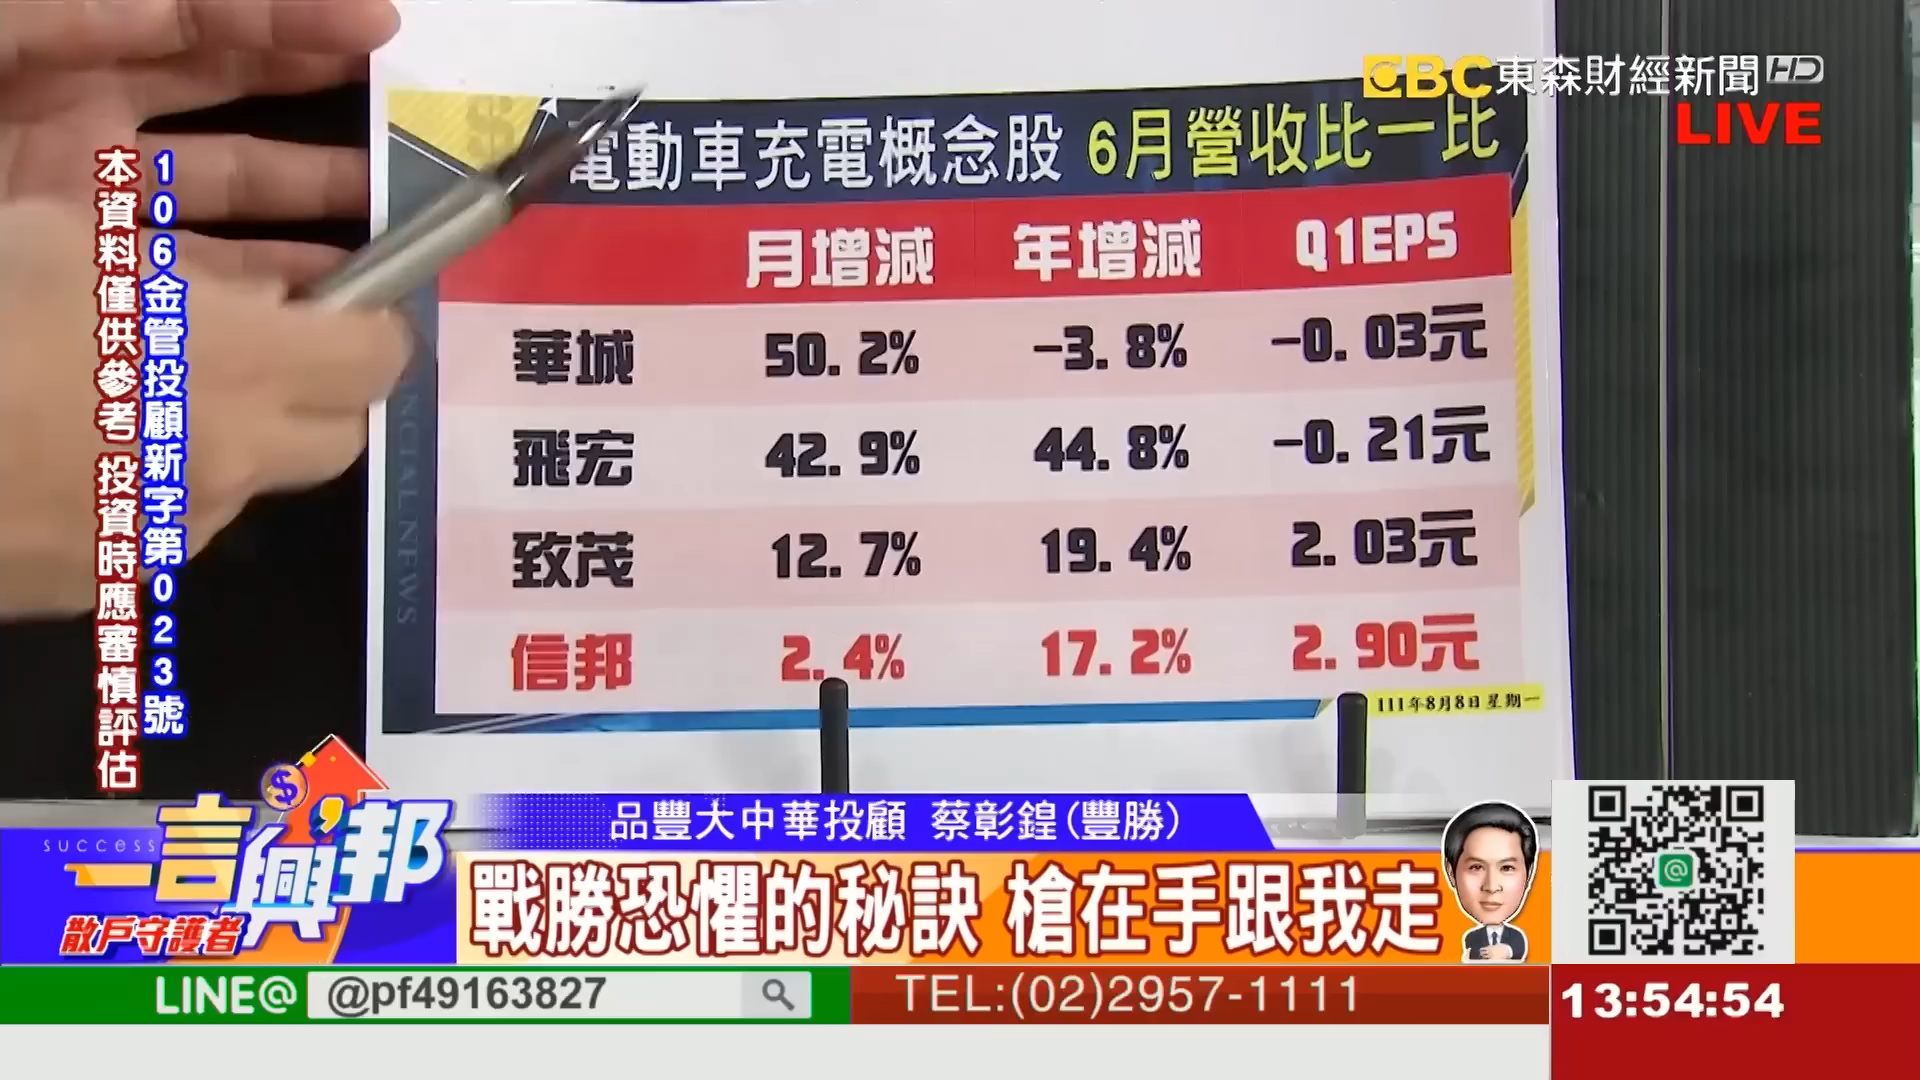 EBC東森財經新聞HD
LIVE
106金管投顧新字第023號
本資料僅供參考 投資時應審慎評估
電動車充電概念股 6月營收比一比
月增減 年增減 Q1EPS
華城 50.2% -3.8% -0.03元
飛宏 42.9% 44.8% -0.21元
致茂 12.7% 19.4% 2.03元
信邦 2.4% 17.2% 2.90元
NCIAL NEWS
111年8月8日星期一
品豐大中華投顧 蔡彰鍠(豐勝)
success
一言興邦
散戶守護者
戰勝恐懼的秘訣 槍在手跟我走
LINE@ @pf49163827
TEL:(02)2957-1111
13:54:54